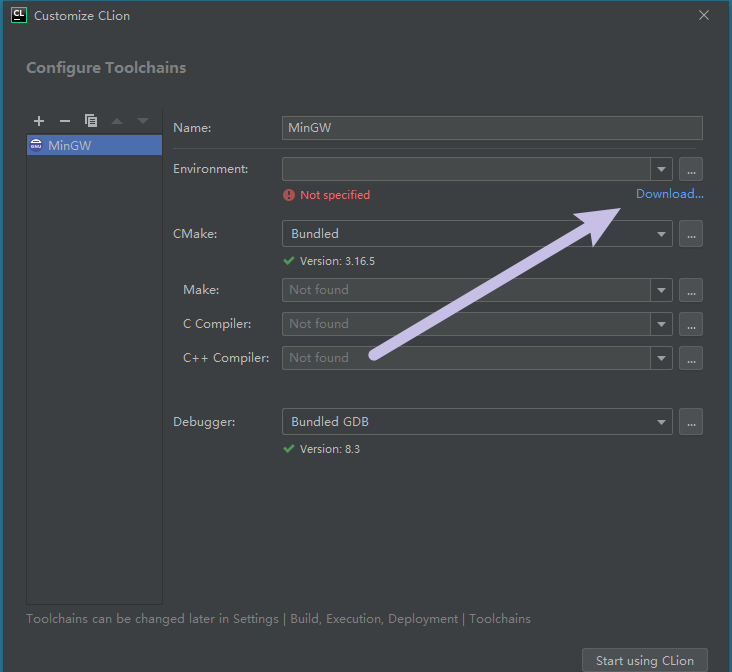 CL Customize CLion
Configure Toolchains
MinGW
Name: MinGW
Environment: ...
Not specified Download...
CMake: Bundled ...
Version: 3.16.5
Make: Not found ...
C Compiler: Not found ...
C++ Compiler: Not found ...
Debugger: Bundled GDB ...
Version: 8.3
Toolchains can be changed later in Settings | Build, Execution, Deployment | Toolchains
Start using CLion